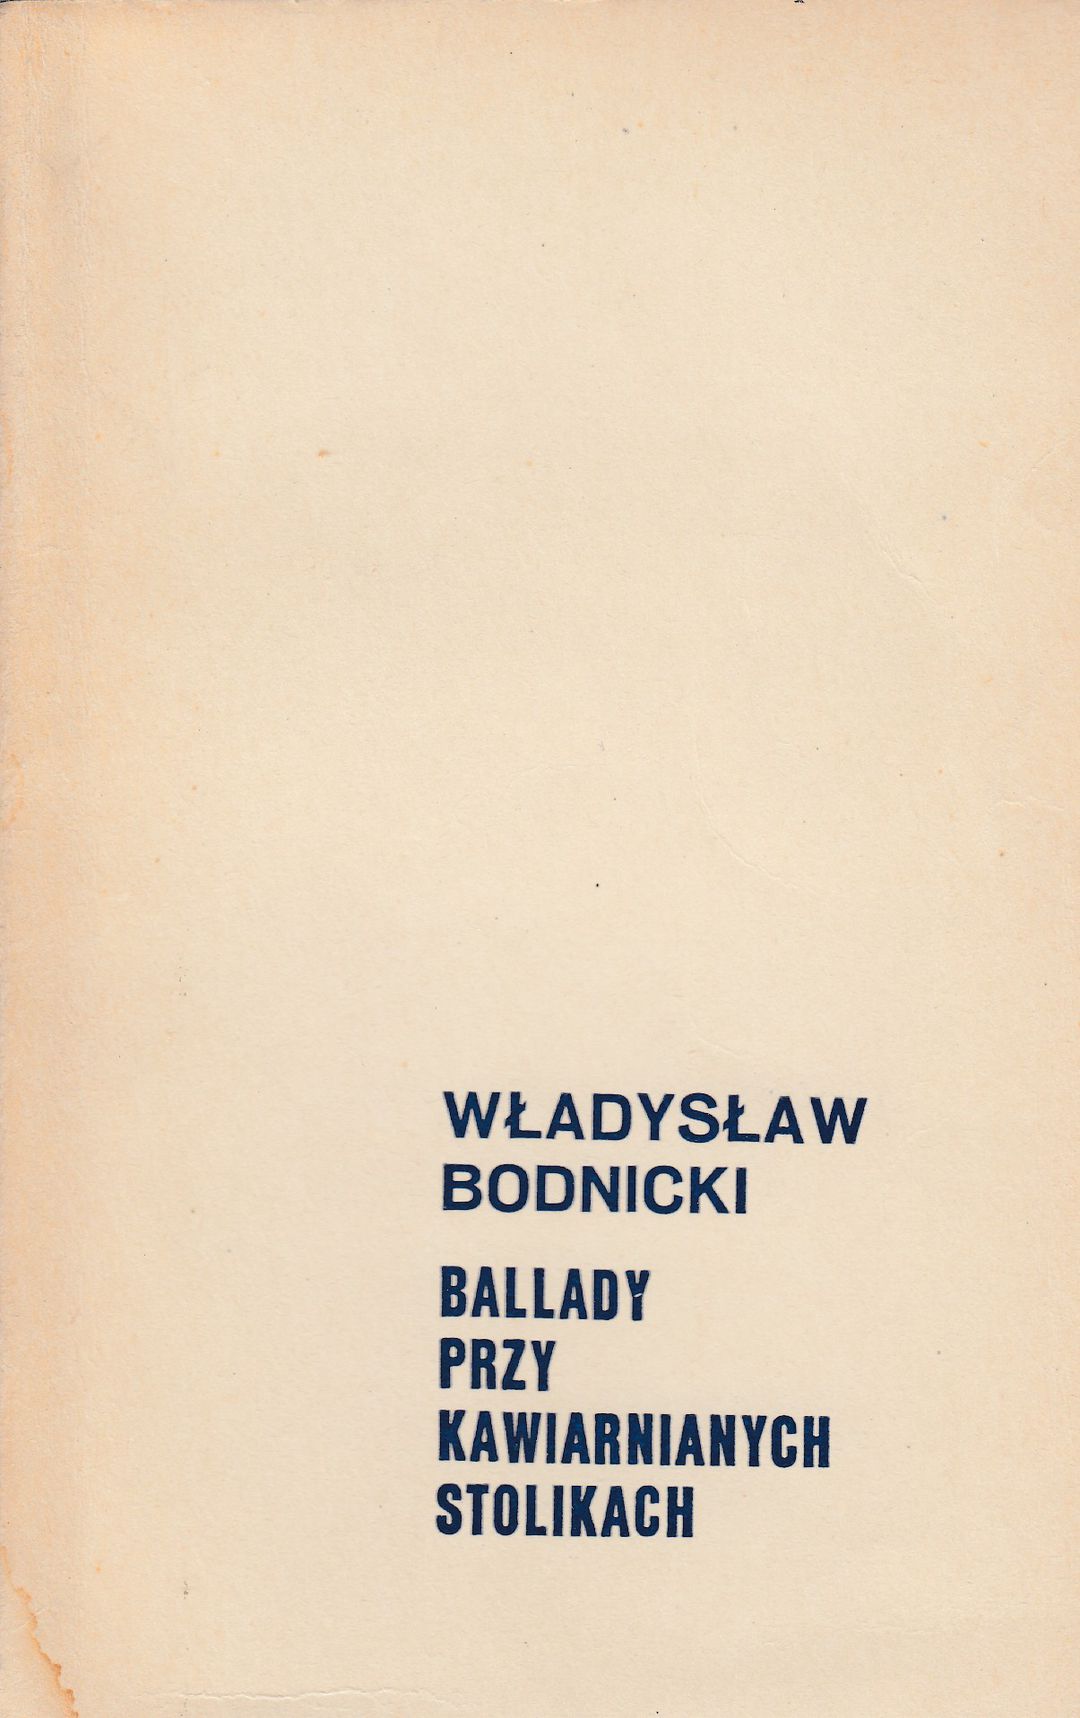 WŁADYSŁAW
BODNICKI
BALLADY
PRZY
KAWIARNIANYCH
STOLIKACH